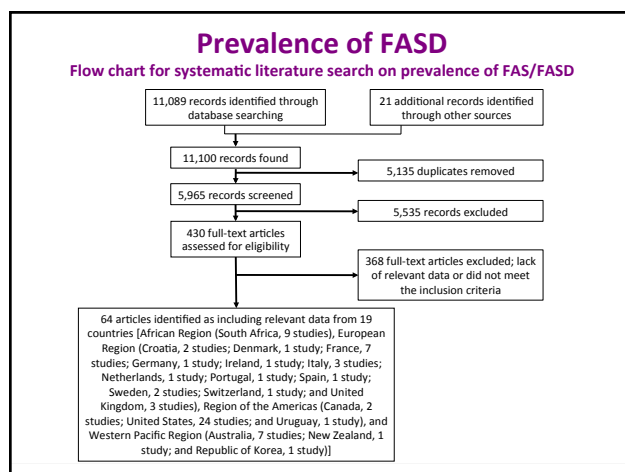 Prevalence of FASD
Flow chart for systematic literature search on prevalence of FAS/FASD
11,089 records identified through
database searching
21 additional records identified
through other sources
11,100 records found
5,135 duplicates removed
5,965 records screened
5,535 records excluded
430 full-text articles
assessed for eligibility
368 full-text articles excluded; lack
of relevant data or did not meet
the inclusion criteria
64 articles identified as including relevant data from 19
countries [African Region (South Africa, 9 studies), European
Region (Croatia, 2 studies; Denmark, 1 study; France, 7
studies; Germany, 1 study; Ireland, 1 study; Italy, 3 studies;
Netherlands, 1 study; Portugal, 1 study; Spain, 1 study;
Sweden, 2 studies; Switzerland, 1 study; and United
Kingdom, 3 studies), Region of the Americas (Canada, 2
studies; United States, 24 studies; and Uruguay, 1 study), and
Western Pacific Region (Australia, 7 studies; New Zealand, 1
study; and Republic of Korea, 1 study)]